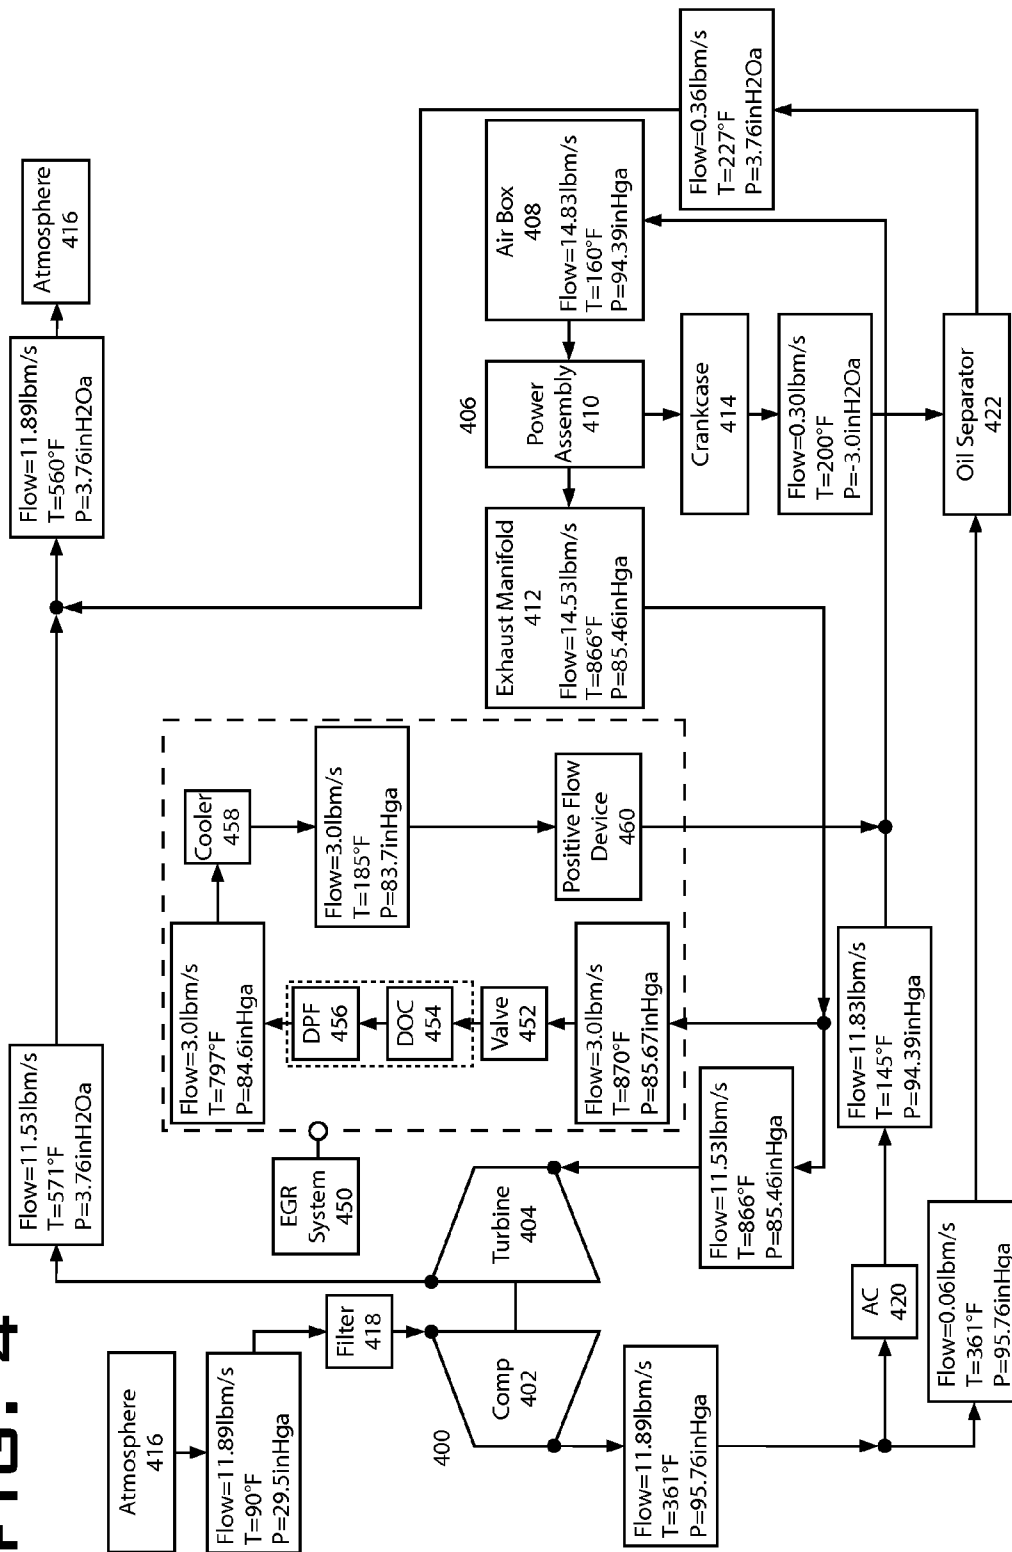 FIG. 4
Atmosphere
416
Flow=11.89lbm/s
T=90°F
P=29.5inHga
Filter
418
400
Comp
402
Flow=11.89lbm/s
T=361°F
P=95.76inHga
AC
420
Flow=0.06lbm/s
T=361°F
P=95.76inHga
Flow=11.83lbm/s
T=145°F
P=94.39inHga
Turbine
404
Flow=11.53lbm/s
T=866°F
P=85.46inHga
Flow=11.53lbm/s
T=571°F
P=3.76inH2Oa
EGR
System
450
Flow=3.0lbm/s
T=870°F
P=85.67inHga
Valve
452
DOC
454
DPF
456
Flow=3.0lbm/s
T=797°F
P=84.6inHga
Cooler
458
Flow=3.0lbm/s
T=185°F
P=83.7inHga
Positive Flow
Device
460
Exhaust Manifold
412
Flow=14.53lbm/s
T=866°F
P=85.46inHga
406
Power
Assembly
410
Air Box
408
Flow=14.83lbm/s
T=160°F
P=94.39inHga
Crankcase
414
Flow=0.30lbm/s
T=200°F
P=-3.0inH2Oa
Oil Separator
422
Flow=0.36lbm/s
T=227°F
P=3.76inH2Oa
Flow=11.89lbm/s
T=560°F
P=3.76inH2Oa
Atmosphere
416